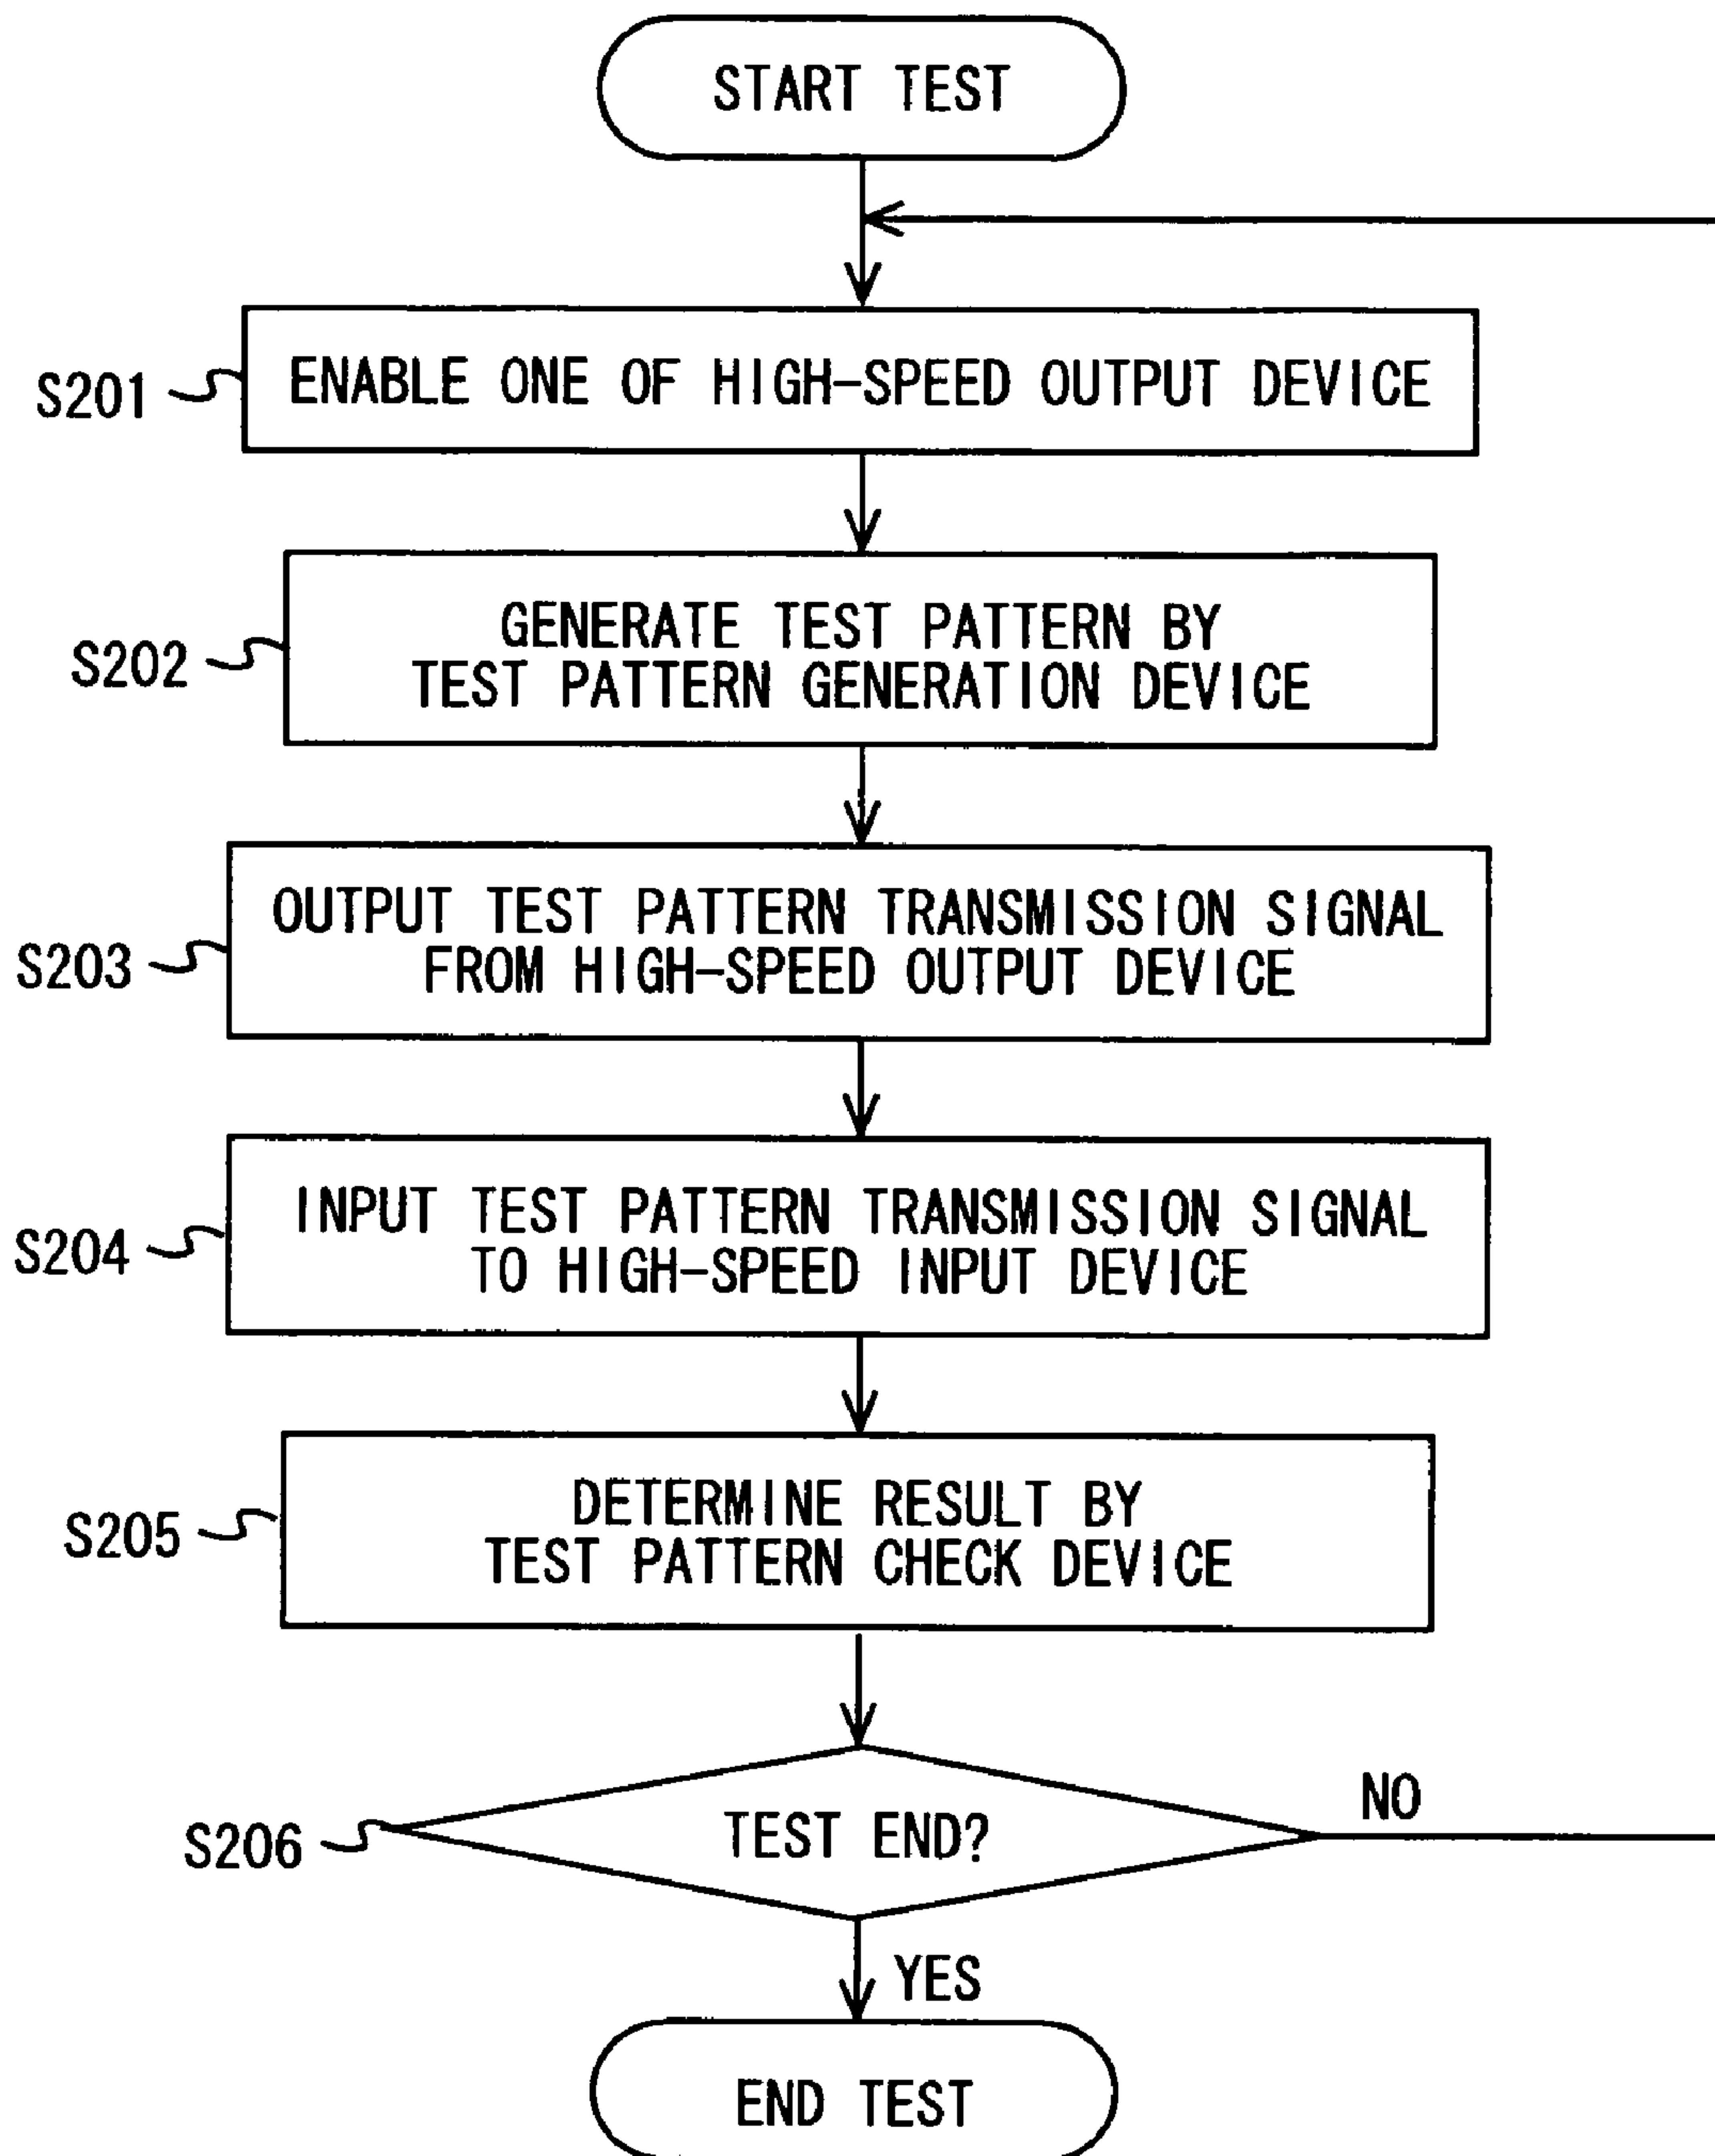 START TEST
S201
ENABLE ONE OF HIGH-SPEED OUTPUT DEVICE
S202
GENERATE TEST PATTERN BY
TEST PATTERN GENERATION DEVICE
S203
OUTPUT TEST PATTERN TRANSMISSION SIGNAL
FROM HIGH-SPEED OUTPUT DEVICE
S204
INPUT TEST PATTERN TRANSMISSION SIGNAL
TO HIGH-SPEED INPUT DEVICE
S205
DETERMINE RESULT BY
TEST PATTERN CHECK DEVICE
S206
TEST END?
NO
YES
END TEST